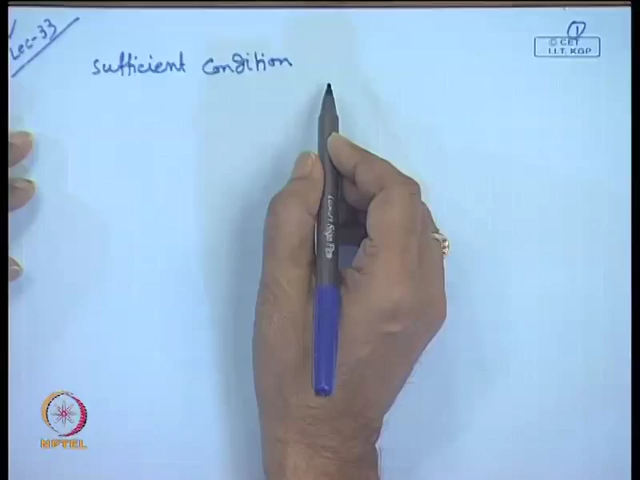 Lec-33
sufficient condition
1
© CET
I.I.T. KGP
NPTEL